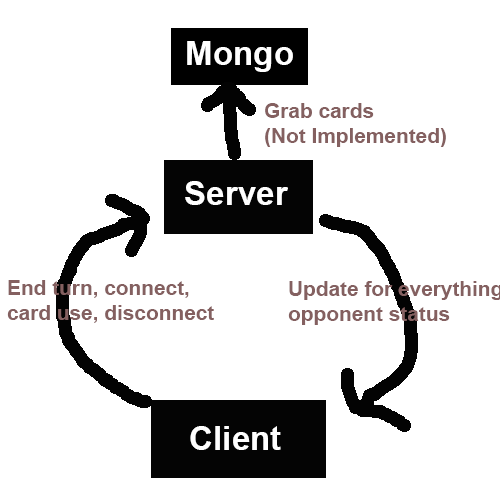 Mongo
Grab cards
(Not Implemented)
Server
End turn, connect,
card use, disconnect
Update for everything
opponent status
Client